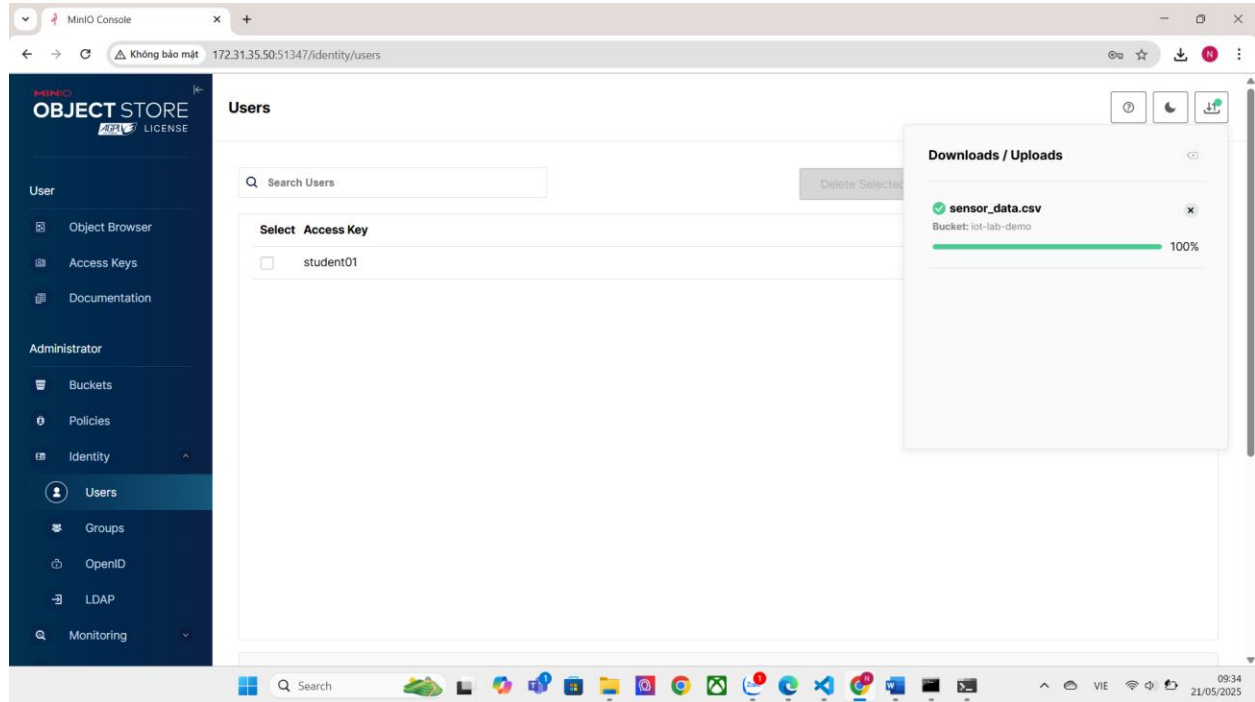 MinIO Console
Không bảo mật
172.31.35.50:51347/identity/users
N
MINIO
OBJECT STORE
AGPLV3 LICENSE
User
Object Browser
Access Keys
Documentation
Administrator
Buckets
Policies
Identity
Users
Groups
OpenID
LDAP
Monitoring
Users
Search Users
Delete Selected
Select Access Key
student01
Downloads / Uploads
sensor_data.csv
Bucket: iot-lab-demo
100%
Search
VIE
09:34
21/05/2025